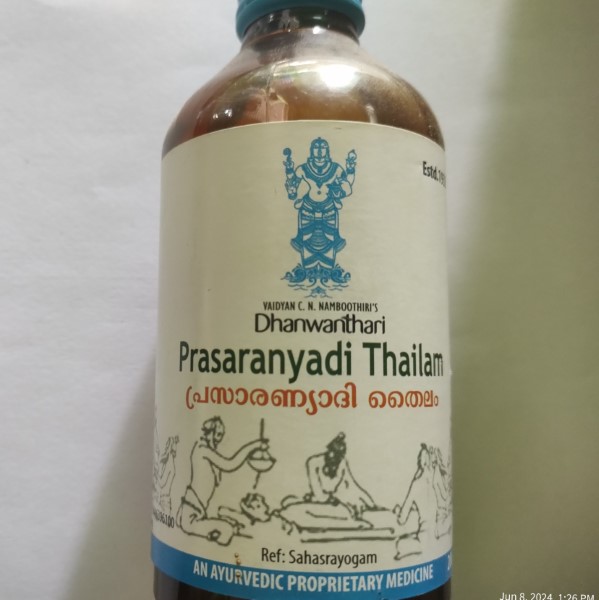 Estd.
VAIDYAN C. N. NAMBOOTHIRI'S
Dhanwanthari
Prasaranyadi Thailam
പ്രസാരണ്യാദി തൈലം
Ref: Sahasrayogam
AN AYURVEDIC PROPRIETARY MEDICINE
Jun 8, 2024, 1:26 PM